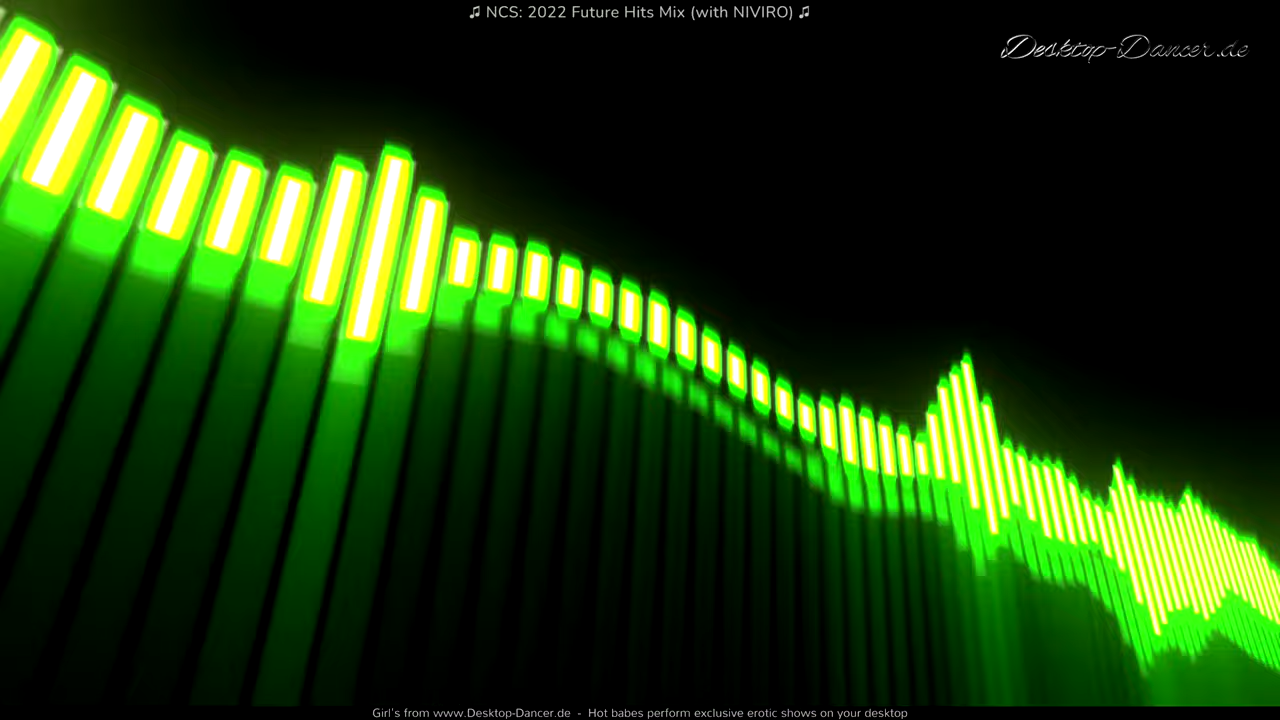 ♫ NCS: 2022 Future Hits Mix (with NIVIRO) ♫
Desktop-Dancer.de
Girl's from www.Desktop-Dancer.de - Hot babes perform exclusive erotic shows on your desktop